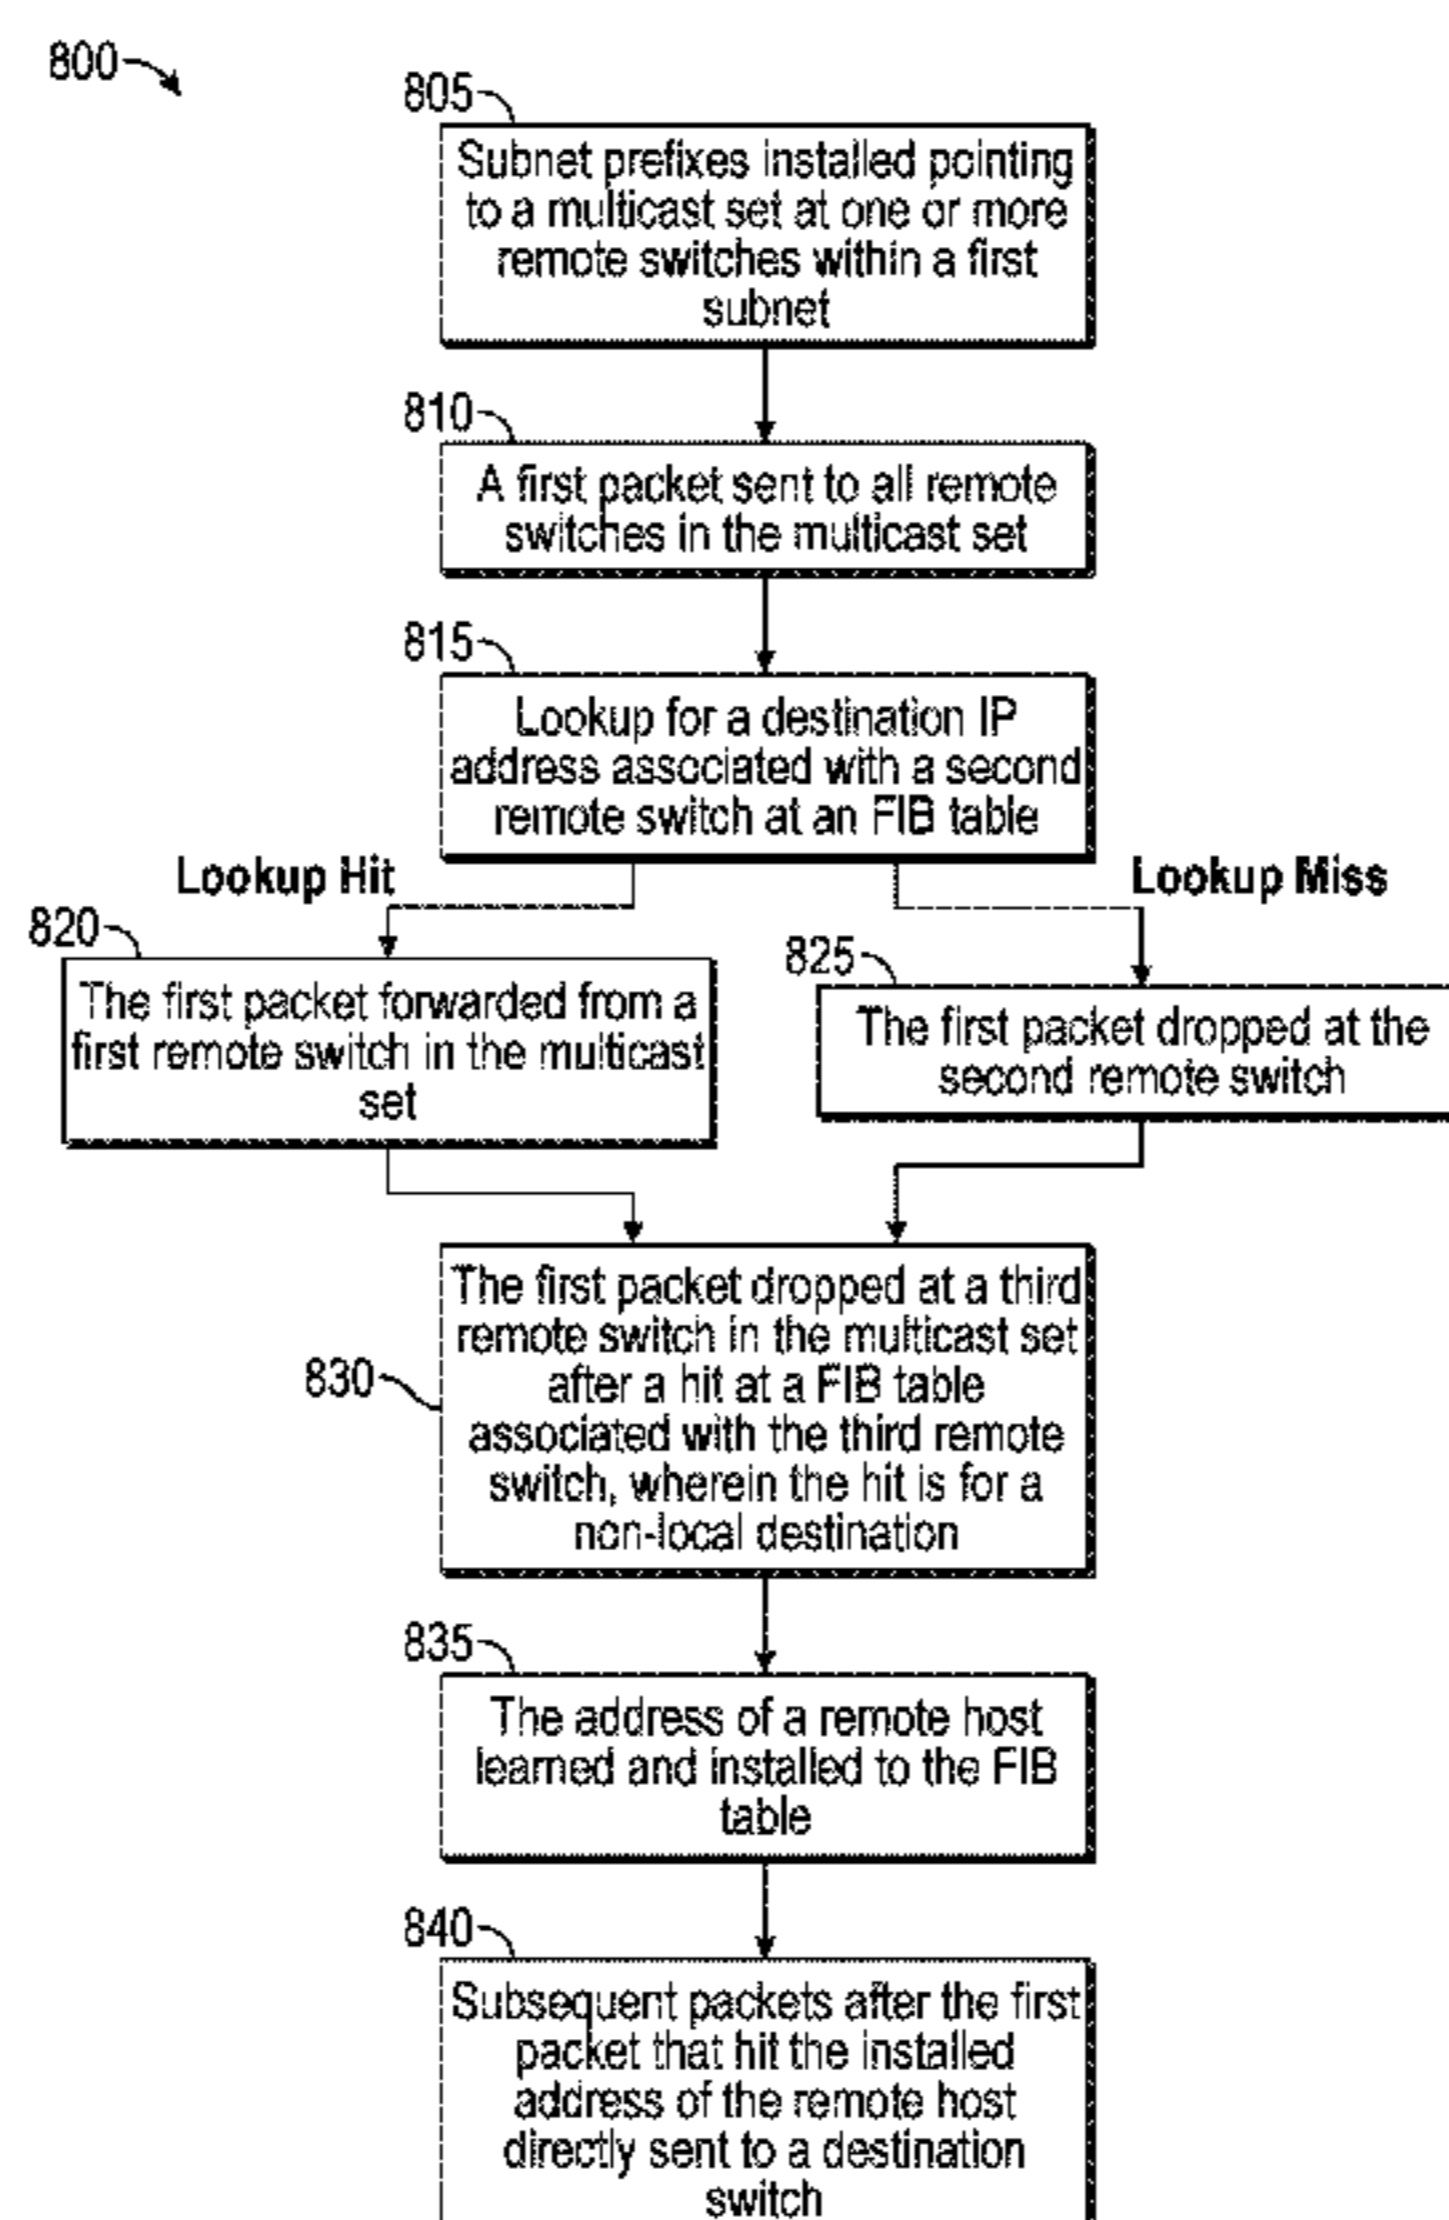 800
805
Subnet prefixes installed pointing
to a multicast set at one or more
remote switches within a first
subnet
810
A first packet sent to all remote
switches in the multicast set
815
Lookup for a destination IP
address associated with a second
remote switch at an FIB table
Lookup Hit
Lookup Miss
820
The first packet forwarded from a
first remote switch in the multicast
set
825
The first packet dropped at the
second remote switch
830
The first packet dropped at a third
remote switch in the multicast set
after a hit at a FIB table
associated with the third remote
switch, wherein the hit is for a
non-local destination
835
The address of a remote host
learned and installed to the FIB
table
840
Subsequent packets after the first
packet that hit the installed
address of the remote host
directly sent to a destination
switch